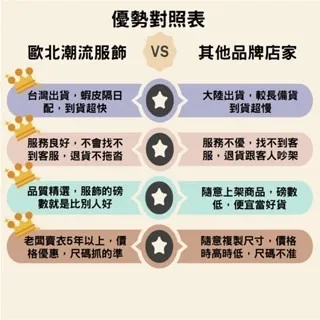 優勢對照表
歐北潮流服飾
VS
其他品牌店家
台灣出貨，蝦皮隔日
配，到貨超快
大陸出貨，較長備貨
到貨超慢
服務良好，不會找不
到客服，退貨不拖沓
服務不優，找不到客
服，退貨跟客人吵架
品質精選，服飾的磅
數就是比別人好
隨意上架商品，磅數
低，便宜當好貨
老闆賣衣5年以上，價
格優惠，尺碼抓的準
隨意複製尺寸，價格
時高時低，尺碼不准